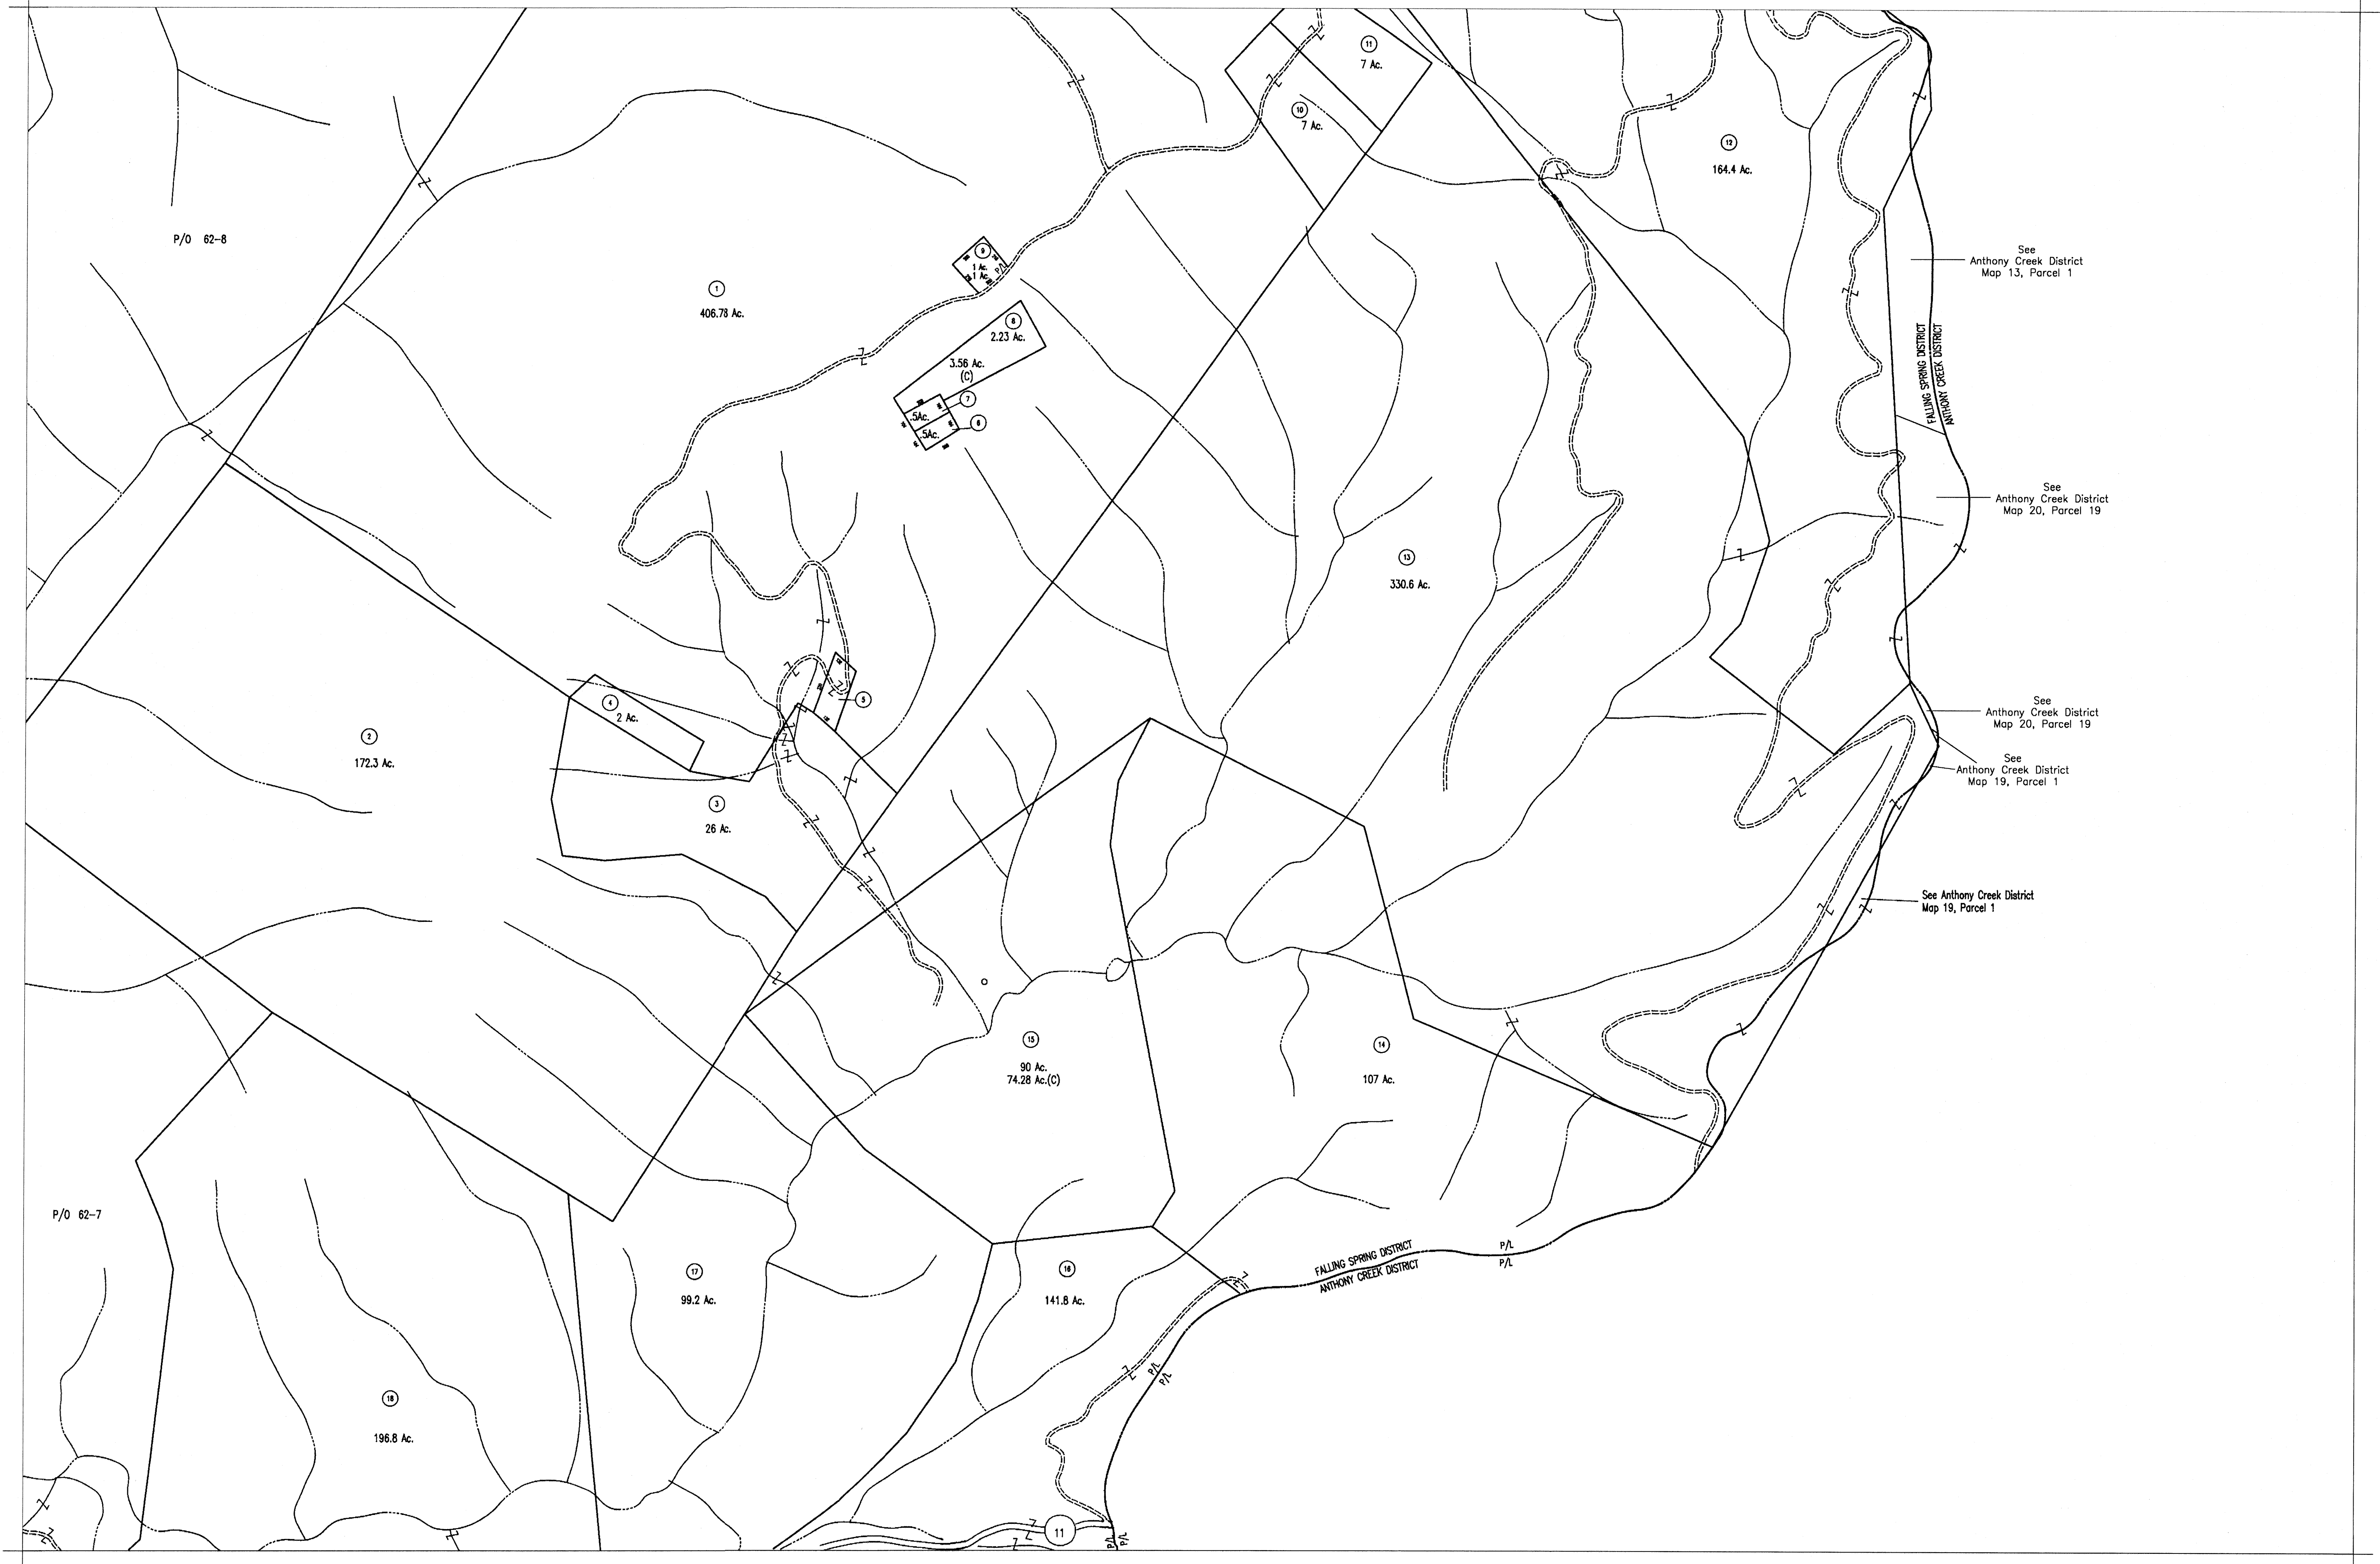 11
7 Ac.
10
7 Ac.
12
164.4 Ac.
P/O 62-8
9
1 Ac.
.1 Ac.
P/L
See
Anthony Creek District
Map 13, Parcel 1
1
406.78 Ac.
8
2.23 Ac.
3.56 Ac.
(C)
7
.5Ac.
6
.5Ac.
FALLING SPRING DISTRICT
ANTHONY CREEK DISTRICT
See
Anthony Creek District
Map 20, Parcel 19
13
330.6 Ac.
5
4
2 Ac.
See
Anthony Creek District
Map 20, Parcel 19
2
172.3 Ac.
See
Anthony Creek District
Map 19, Parcel 1
3
26 Ac.
See Anthony Creek District
Map 19, Parcel 1
15
90 Ac.
74.28 Ac.(C)
14
107 Ac.
P/O 62-7
FALLING SPRING DISTRICT
ANTHONY CREEK DISTRICT
P/L
P/L
17
99.2 Ac.
16
141.8 Ac.
P/L
P/L
18
196.8 Ac.
11
P/L
P/L